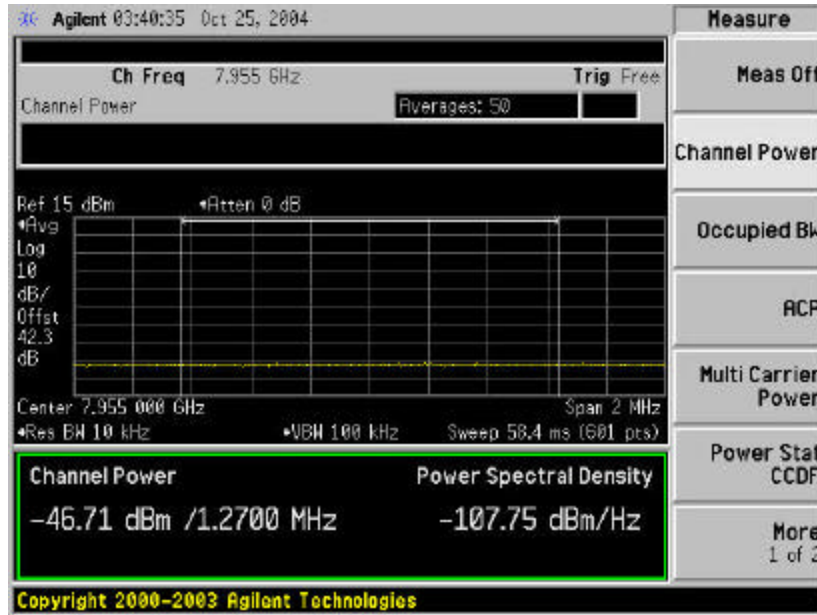 Agilent 03:40:35 Oct 25, 2004
Measure
Ch Freq 7.955 GHz Trig Free
Channel Power Averages: 50
Meas Off
Channel Power
Occupied BW
ACP
Multi Carrier
Power
Power Stat
CCDF
More
1 of 2
Ref 15 dBm •Atten 0 dB
•Avg
Log
10
dB/
Offst
42.3
dB
Center 7.955 000 GHz Span 2 MHz
•Res BW 10 kHz •VBW 100 kHz Sweep 58.4 ms (601 pts)
Channel Power Power Spectral Density
-46.71 dBm /1.2700 MHz -107.75 dBm/Hz
Copyright 2000-2003 Agilent Technologies